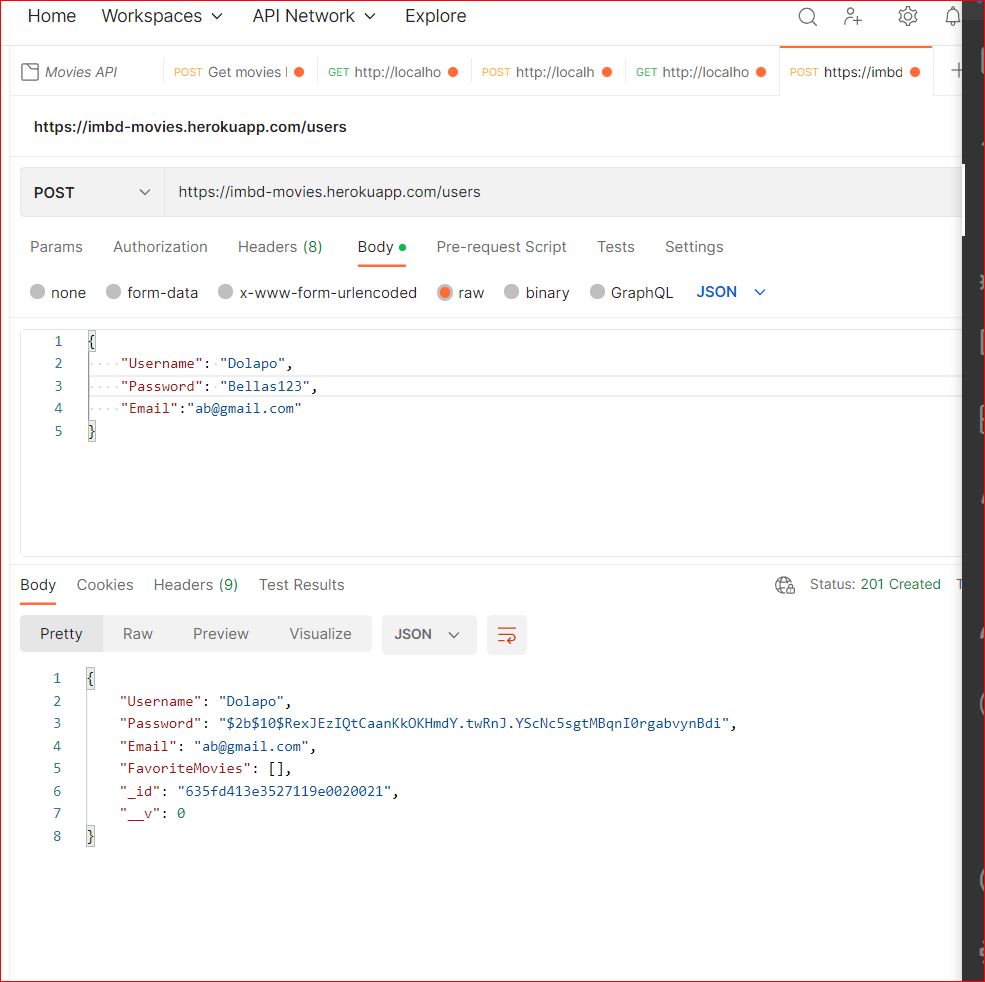 Home Workspaces API Network Explore
Movies API POST Get movies GET http://localho POST http://localh GET http://localho POST https://imbd
https://imbd-movies.herokuapp.com/users
POST https://imbd-movies.herokuapp.com/users
Params Authorization Headers (8) Body Pre-request Script Tests Settings
none form-data x-www-form-urlencoded raw binary GraphQL JSON
1 {
2 "Username": "Dolapo",
3 "Password": "Bellas123",
4 "Email":"ab@gmail.com"
5 }
Body Cookies Headers (9) Test Results Status: 201 Created
Pretty Raw Preview Visualize JSON
1 {
2 "Username": "Dolapo",
3 "Password": "$2b$10$RexJEzIQtCaanKkOKHmdY.twRnJ.YScNc5sgtMBqnI0rgabvynBdi",
4 "Email": "ab@gmail.com",
5 "FavoriteMovies": [],
6 "_id": "635fd413e3527119e0020021",
7 "__v": 0
8 }